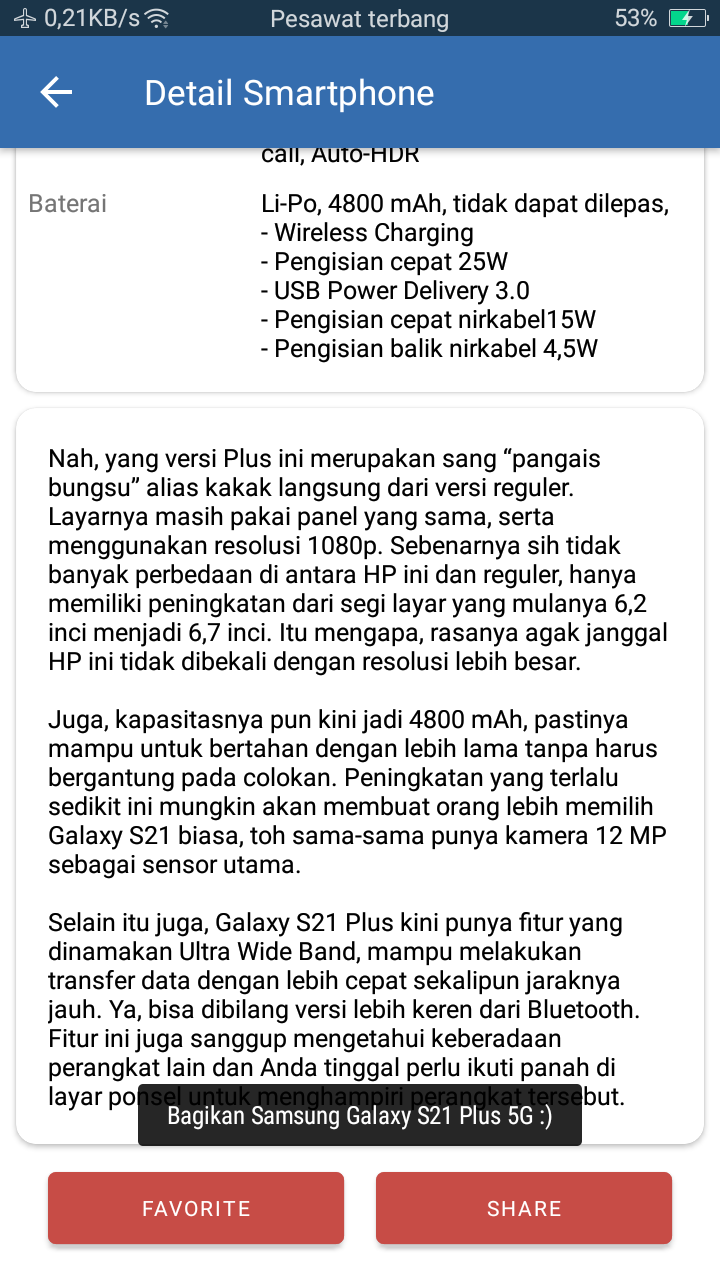 0,21KB/s Pesawat terbang 53%
Detail Smartphone
call, Auto-HDR
Baterai Li-Po, 4800 mAh, tidak dapat dilepas,
- Wireless Charging
- Pengisian cepat 25W
- USB Power Delivery 3.0
- Pengisian cepat nirkabel15W
- Pengisian balik nirkabel 4,5W
Nah, yang versi Plus ini merupakan sang “pangais
bungsu” alias kakak langsung dari versi reguler.
Layarnya masih pakai panel yang sama, serta
menggunakan resolusi 1080p. Sebenarnya sih tidak
banyak perbedaan di antara HP ini dan reguler, hanya
memiliki peningkatan dari segi layar yang mulanya 6,2
inci menjadi 6,7 inci. Itu mengapa, rasanya agak janggal
HP ini tidak dibekali dengan resolusi lebih besar.
Juga, kapasitasnya pun kini jadi 4800 mAh, pastinya
mampu untuk bertahan dengan lebih lama tanpa harus
bergantung pada colokan. Peningkatan yang terlalu
sedikit ini mungkin akan membuat orang lebih memilih
Galaxy S21 biasa, toh sama-sama punya kamera 12 MP
sebagai sensor utama.
Selain itu juga, Galaxy S21 Plus kini punya fitur yang
dinamakan Ultra Wide Band, mampu melakukan
transfer data dengan lebih cepat sekalipun jaraknya
jauh. Ya, bisa dibilang versi lebih keren dari Bluetooth.
Fitur ini juga sanggup mengetahui keberadaan
perangkat lain dan Anda tinggal perlu ikuti panah di
layar ponsel untuk menghampiri perangkat tersebut.
Bagikan Samsung Galaxy S21 Plus 5G :)
FAVORITE SHARE